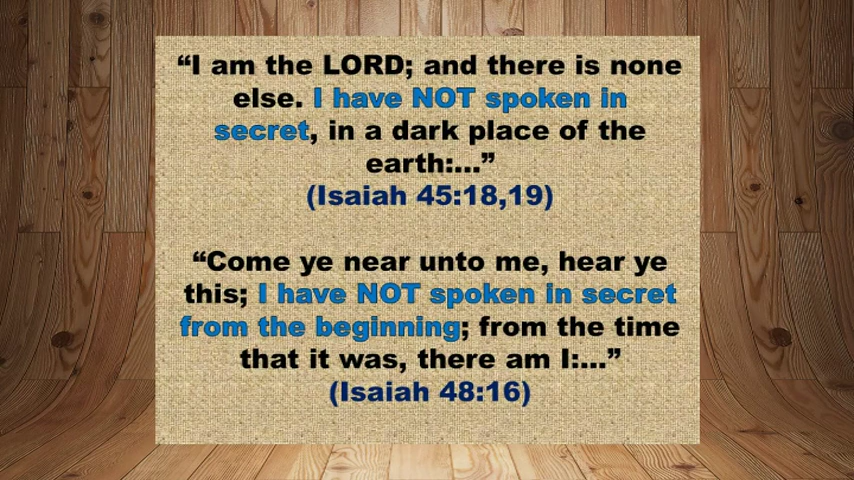 “I am the LORD; and there is none
else. I have NOT spoken in
secret, in a dark place of the
earth:...”
(Isaiah 45:18,19)
“Come ye near unto me, hear ye
this; I have NOT spoken in secret
from the beginning; from the time
that it was, there am I:...”
(Isaiah 48:16)